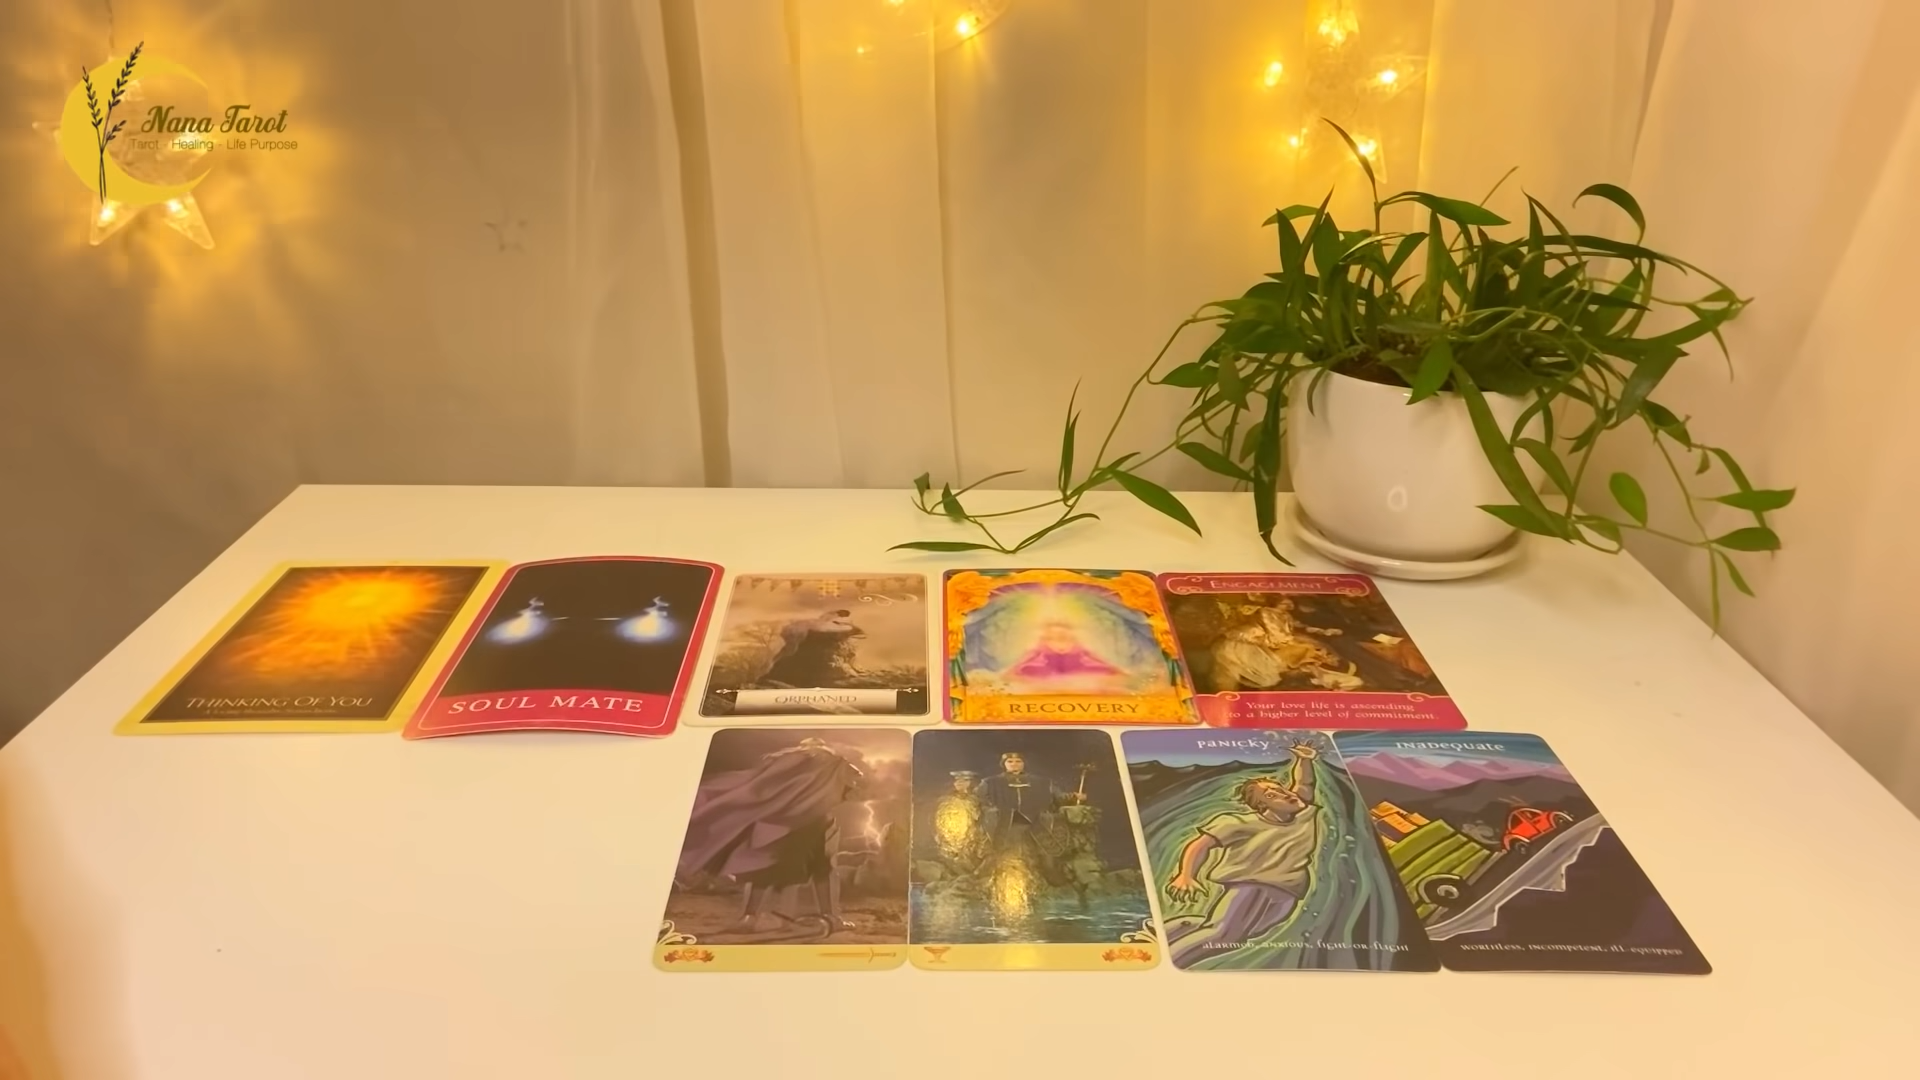 Nana Tarot
Tarot - Healing - Life Purpose
THINKING OF YOU
SOUL MATE
ORPHANED
RECOVERY
ENGAGEMENT
Your love life is ascending
to a higher level of commitment.
PANICKY
alarmed, anxious, fight-or-flight
INADEQUATE
worthless, incompetent, ill-equipped